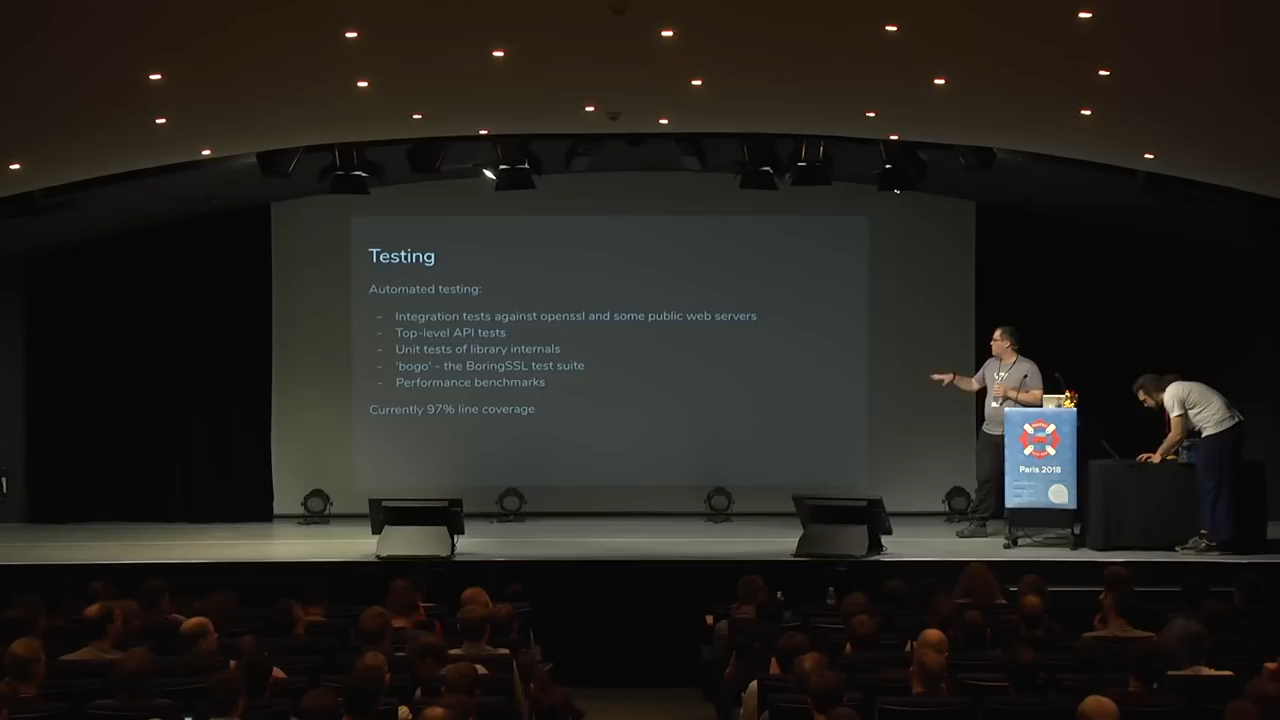 Testing
Automated testing:
- Integration tests against openssl and some public web servers
- Top-level API tests
- Unit tests of library internals
- 'bogo' - the BoringSSL test suite
- Performance benchmarks
Currently 97% line coverage
Paris 2018